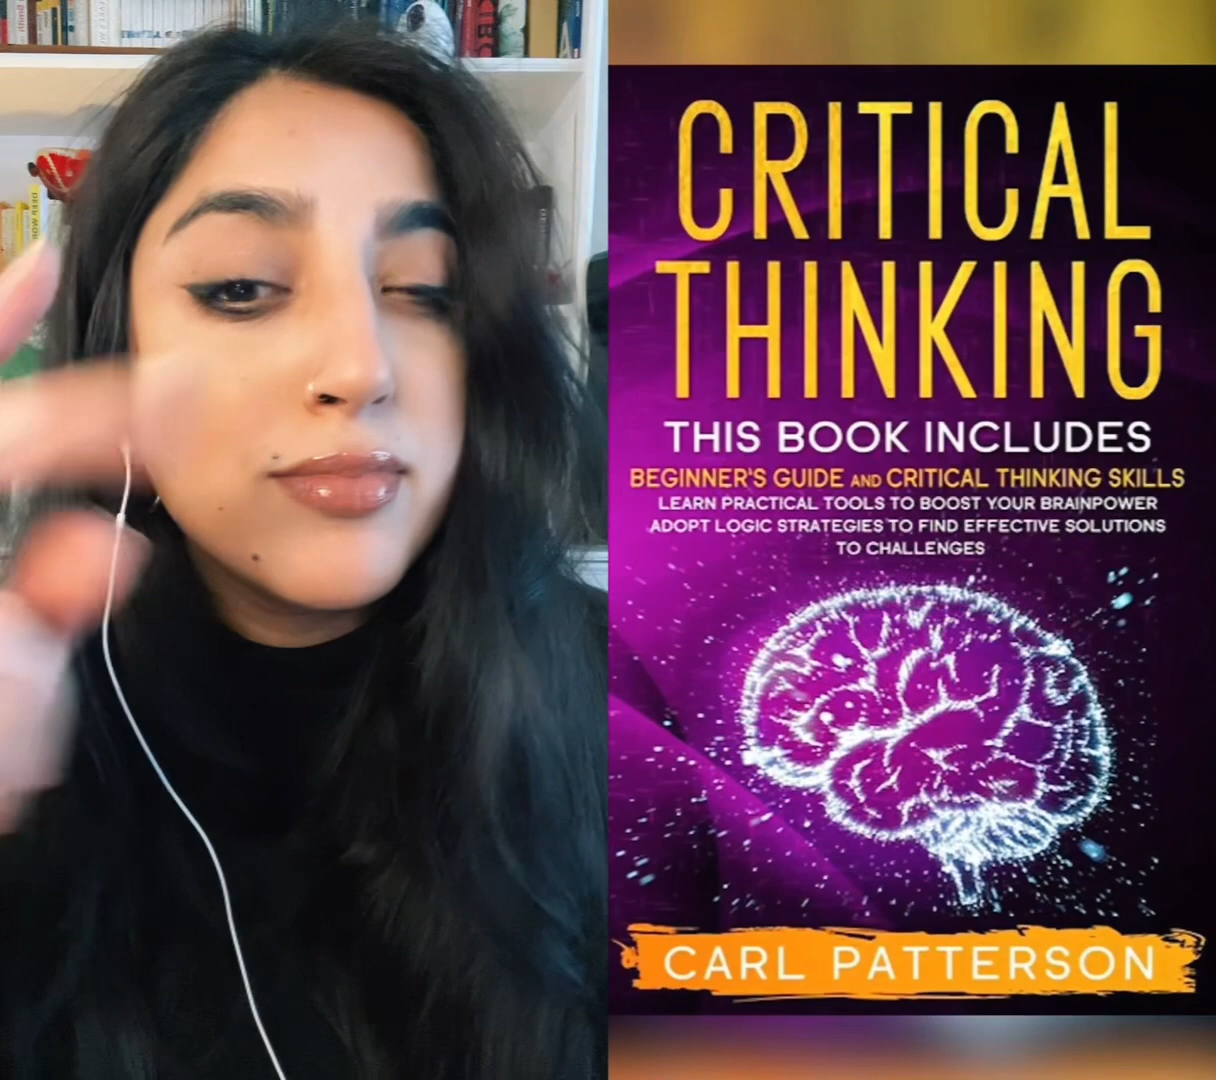 CRITICAL
THINKING
THIS BOOK INCLUDES
BEGINNER'S GUIDE AND CRITICAL THINKING SKILLS
LEARN PRACTICAL TOOLS TO BOOST YOUR BRAINPOWER
ADOPT LOGIC STRATEGIES TO FIND EFFECTIVE SOLUTIONS
TO CHALLENGES
CARL PATTERSON